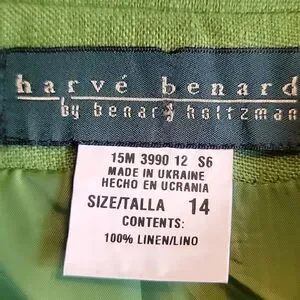 harvé benard
by benard holtzman
15M 3990 12 S6
MADE IN UKRAINE
HECHO EN UCRANIA
SIZE/TALLA 14
CONTENTS:
100% LINEN/LINO